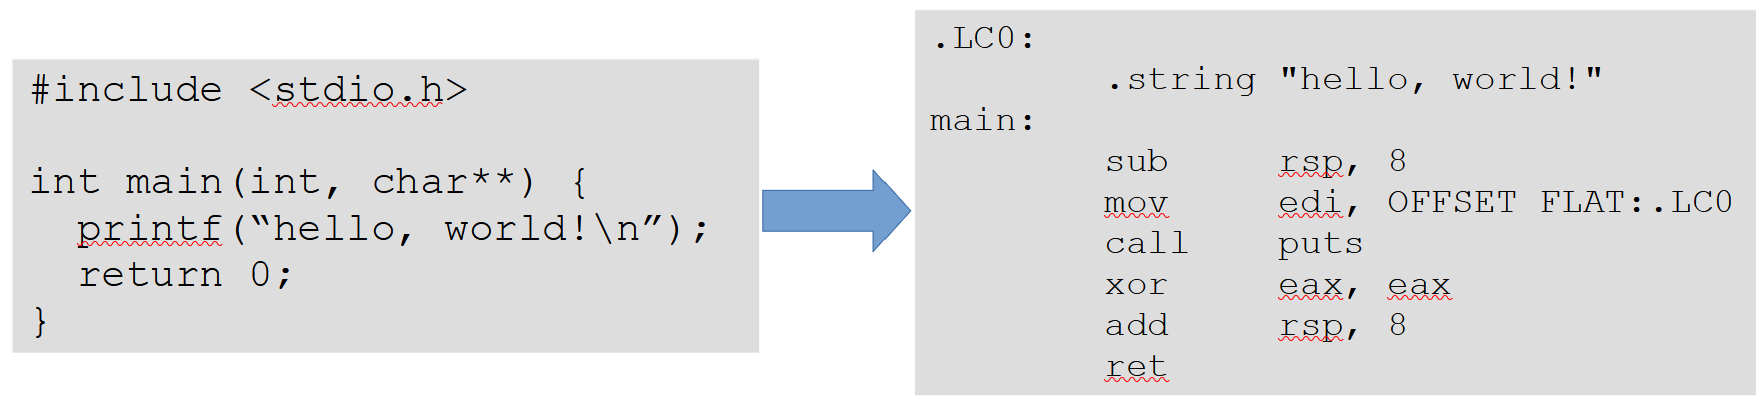 #include <stdio.h>
int main(int, char**) {
printf(“hello, world!\n”);
return 0;
}
.LC0:
.string "hello, world!"
main:
sub rsp, 8
mov edi, OFFSET FLAT:.LC0
call puts
xor eax, eax
add rsp, 8
ret